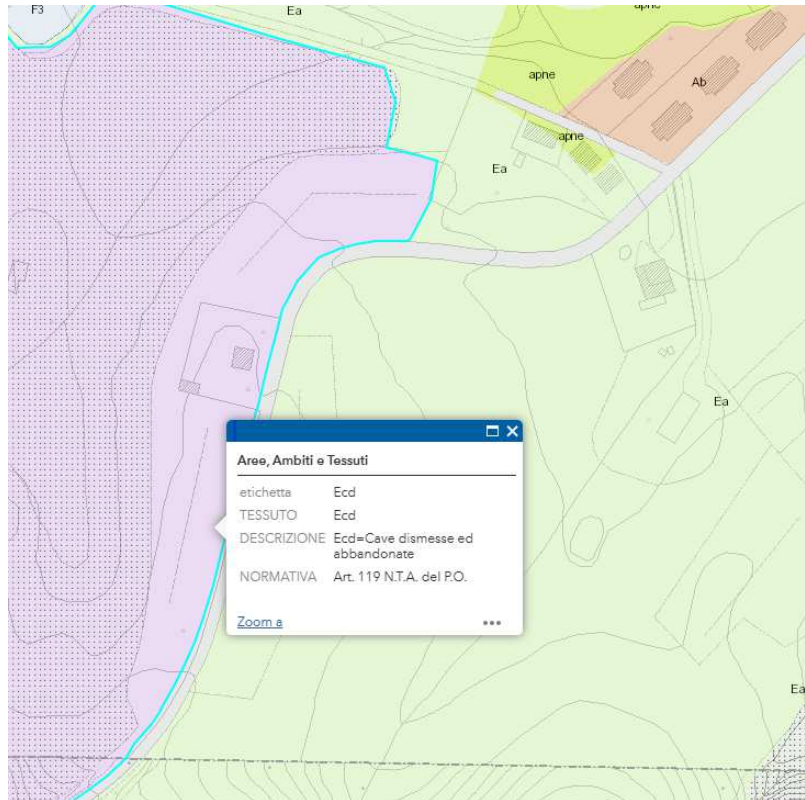 F3
Ea
apne
Ab
apne
Ea
Ea
Aree, Ambiti e Tessuti
etichetta Ecd
TESSUTO Ecd
DESCRIZIONE Ecd=Cave dismesse ed
abbandonate
NORMATIVA Art. 119 N.T.A. del P.O.
Zoom a
Ea